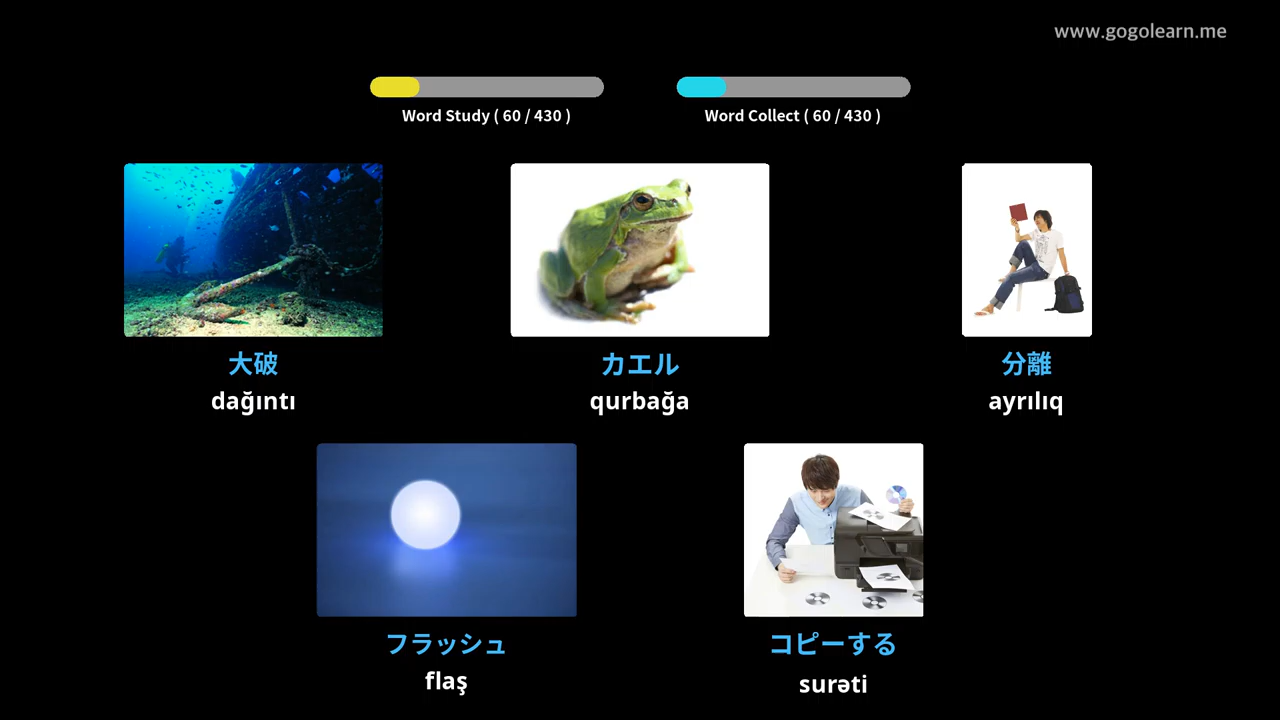 www.gogolearn.me
Word Study ( 60 / 430 )
Word Collect ( 60 / 430 )
大破
dağıntı
カエル
qurbağa
分離
ayrılıq
フラッシュ
flaş
コピーする
surəti